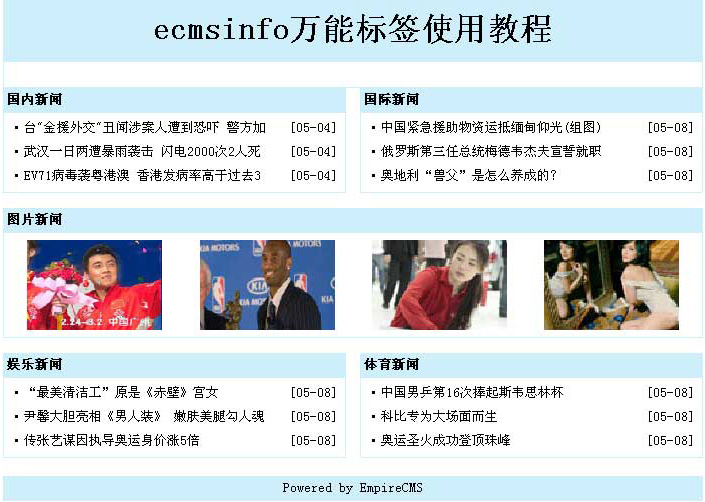 ecmsinfo万能标签使用教程
国内新闻
·台"金援外交"丑闻涉案人遭到恐吓 警方加 [05-04]
·武汉一日两遭暴雨袭击 闪电2000次2人死 [05-04]
·EV71病毒袭粤港澳 香港发病率高于过去3 [05-04]
国际新闻
·中国紧急援助物资运抵缅甸仰光(组图) [05-08]
·俄罗斯第三任总统梅德韦杰夫宣誓就职 [05-08]
·奥地利“兽父”是怎么养成的? [05-08]
图片新闻
2.24-3.2 中国广州
KIA MOTORS
MOTORS
KIA
娱乐新闻
·“最美清洁工”原是《赤壁》宫女 [05-08]
·尹馨大胆亮相《男人装》 嫩肤美腿勾人魂 [05-08]
·传张艺谋因执导奥运身价涨5倍 [05-08]
体育新闻
·中国男乒第16次捧起斯韦思林杯 [05-08]
·科比专为大场面而生 [05-08]
·奥运圣火成功登顶珠峰 [05-08]
Powered by EmpireCMS